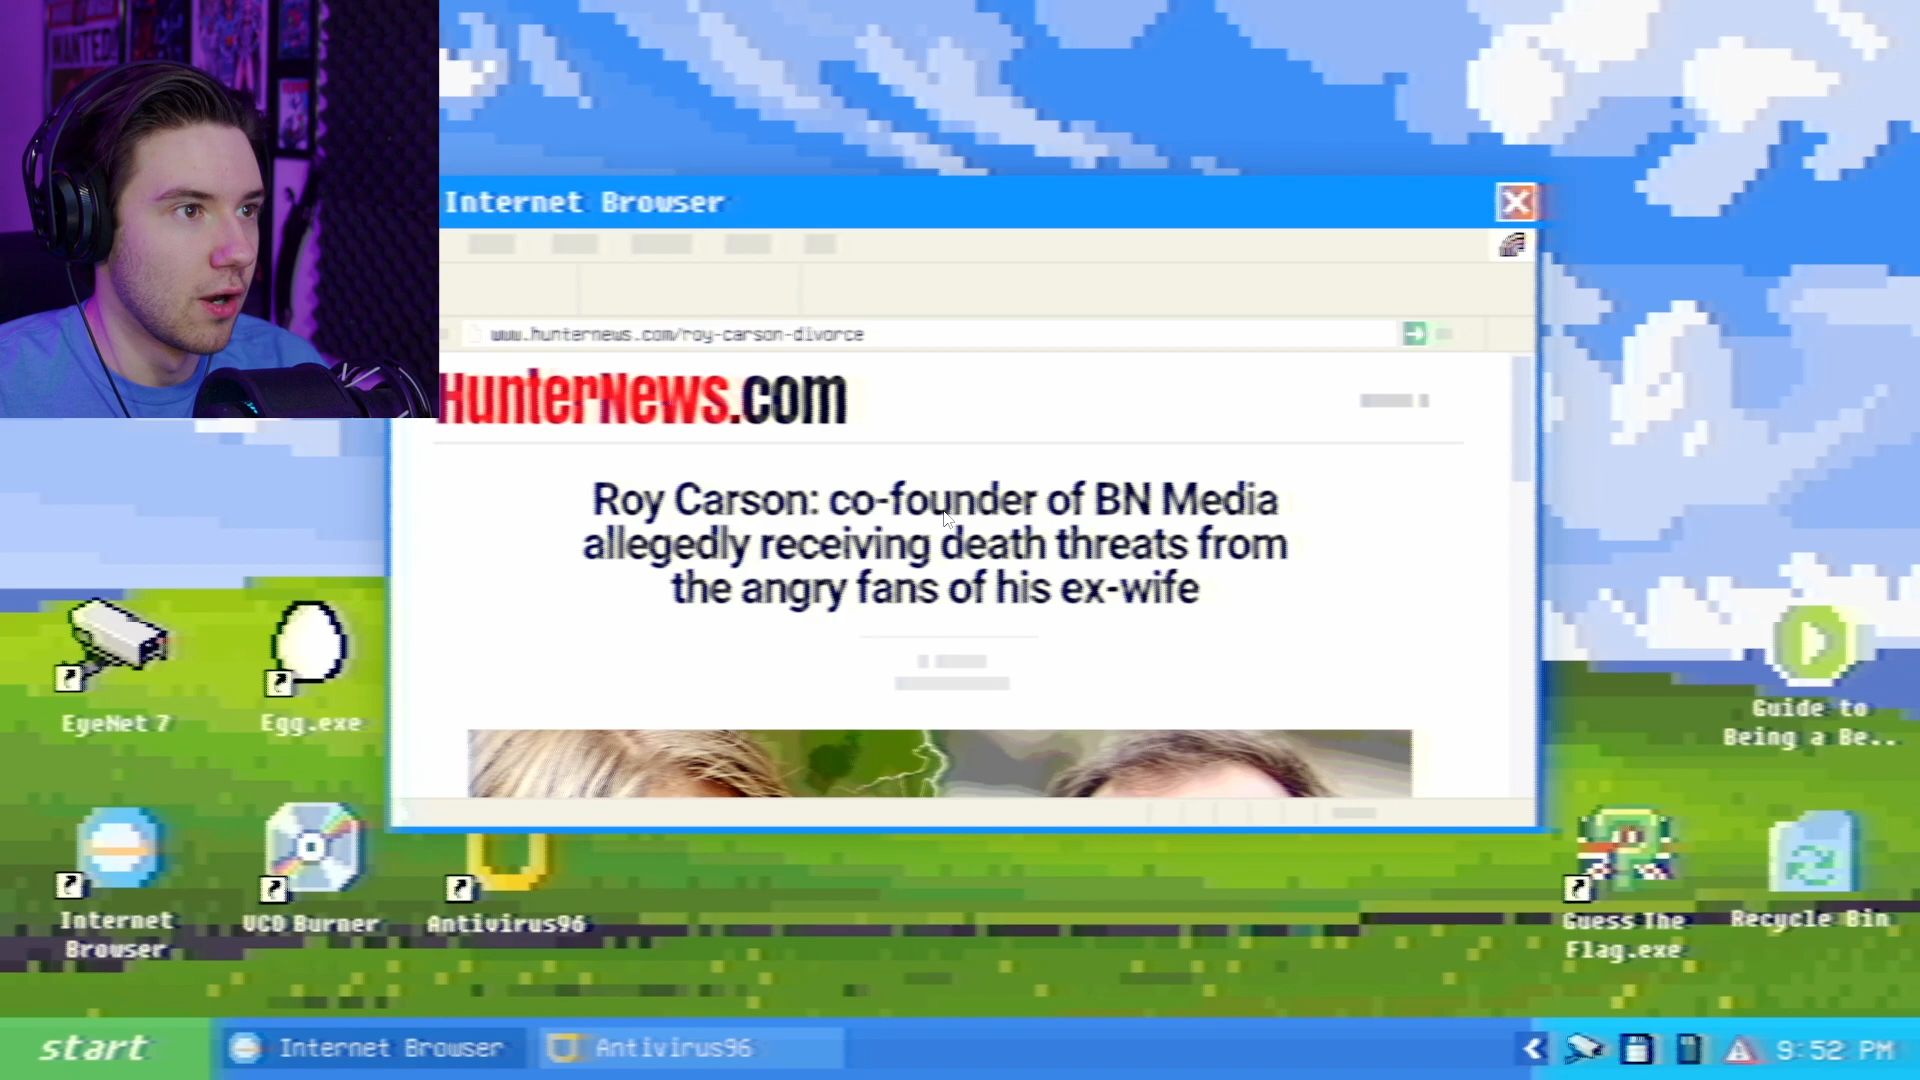 WANTED
Internet Browser
www.hunternews.com/roy-carson-divorce
HunterNews.com
Roy Carson: co-founder of BN Media
allegedly receiving death threats from
the angry fans of his ex-wife
EyeNet 7
Egg.exe
Guide to
Being a Be..
Internet
Browser
VCD Burner
Antivirus96
Guess The
Flag.exe
Recycle Bin
start
Internet Browser
Antivirus96
9:52 PM